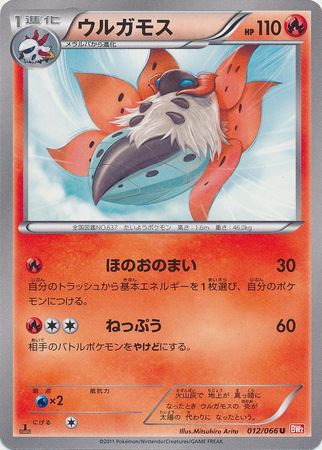 1進化
ウルガモス
HP110
メラルバから進化
全国図鑑NO.637 たいようポケモン 高さ:1.6m 重さ:46.0kg
ほのおのまい 30
自分のトラッシュから基本エネルギーを1枚選び、自分のポケ
モンにつける。
ねっぷう 60
相手のバトルポケモンをやけどにする。
弱点 抵抗力
×2
にげる
火山灰で 地上が 真っ暗に
なったとき ウルガモスの 炎が
太陽の 代わりに なったという。
Illus.Mitsuhiro Arita
BW2
012/066 U
©2011 Pokémon/Nintendo/Creatures/GAME FREAK.